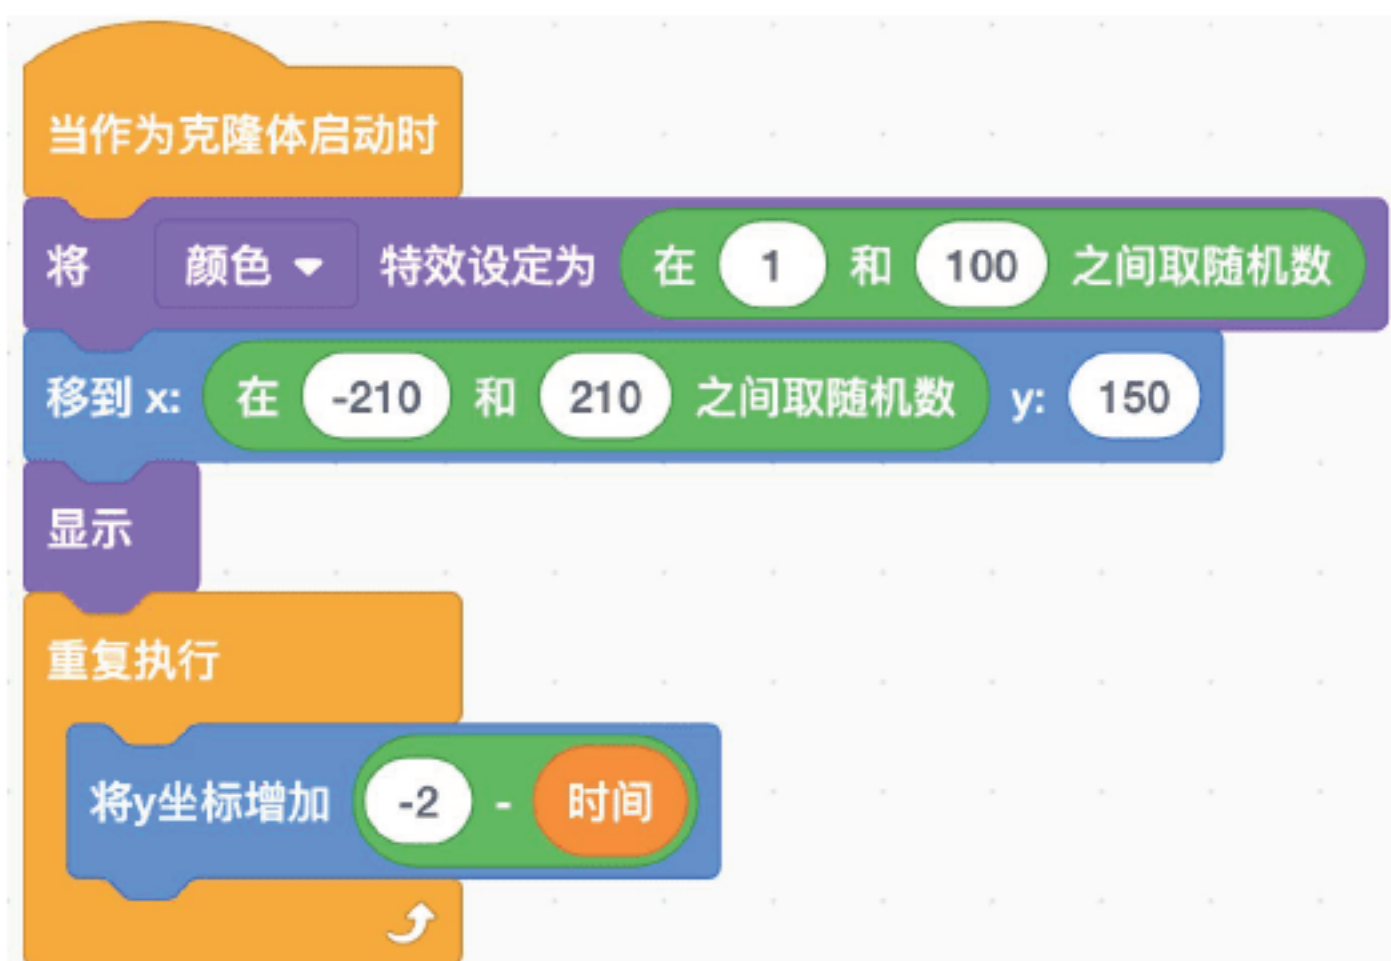 当作为克隆体启动时
将 颜色 特效设定为 在 1 和 100 之间取随机数
移到 x: 在 -210 和 210 之间取随机数 y: 150
显示
重复执行
将y坐标增加 -2 - 时间